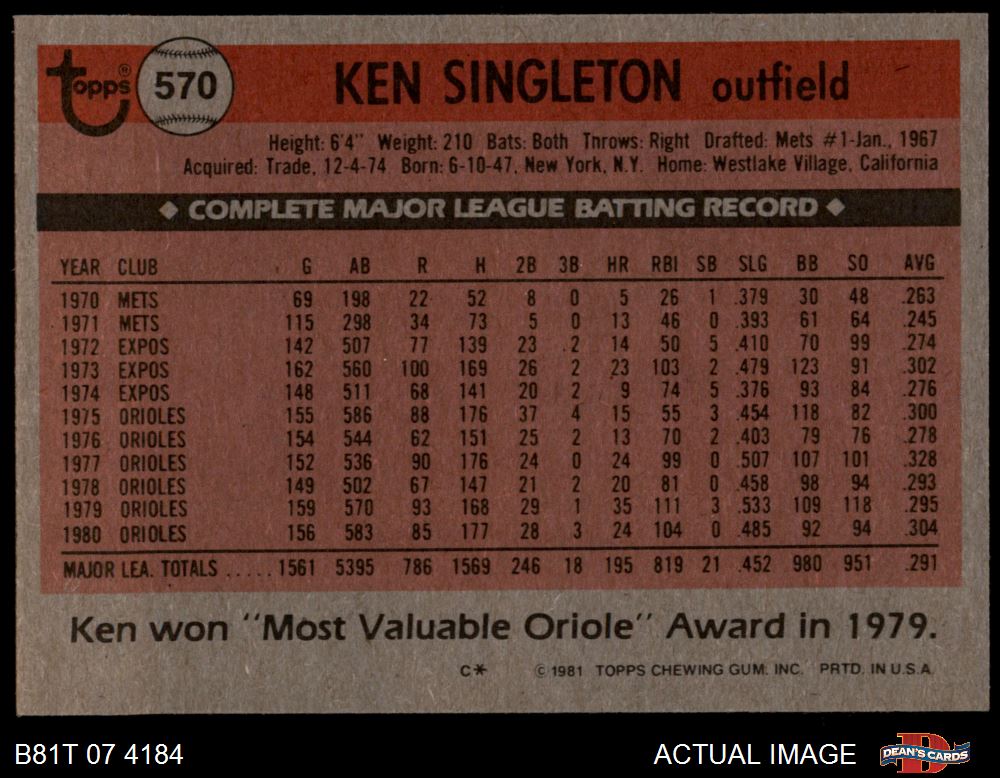 topps® 570 KEN SINGLETON outfield
Height: 6'4" Weight: 210 Bats: Both Throws: Right Drafted: Mets #1-Jan., 1967
Acquired: Trade, 12-4-74 Born: 6-10-47, New York, N.Y. Home: Westlake Village, California
◆ COMPLETE MAJOR LEAGUE BATTING RECORD ◆
YEAR CLUB G AB R H 2B 3B HR RBI SB SLG BB SO AVG
1970 METS 69 198 22 52 8 0 5 26 1 .379 30 48 .263
1971 METS 115 298 34 73 5 0 13 46 0 .393 61 64 .245
1972 EXPOS 142 507 77 139 23 2 14 50 5 .410 70 99 .274
1973 EXPOS 162 560 100 169 26 2 23 103 2 .479 123 91 .302
1974 EXPOS 148 511 68 141 20 2 9 74 5 .376 93 84 .276
1975 ORIOLES 155 586 88 176 37 4 15 55 3 .454 118 82 .300
1976 ORIOLES 154 544 62 151 25 2 13 70 2 .403 79 76 .278
1977 ORIOLES 152 536 90 176 24 0 24 99 0 .507 107 101 .328
1978 ORIOLES 149 502 67 147 21 2 20 81 0 .458 98 94 .293
1979 ORIOLES 159 570 93 168 29 1 35 111 3 .533 109 118 .295
1980 ORIOLES 156 583 85 177 28 3 24 104 0 .485 92 94 .304
MAJOR LEA. TOTALS ..... 1561 5395 786 1569 246 18 195 819 21 .452 980 951 .291
Ken won "Most Valuable Oriole" Award in 1979.
C* © 1981 TOPPS CHEWING GUM. INC. PRTD. IN U.S.A.
B81T 07 4184 ACTUAL IMAGE DEAN'S CARDS